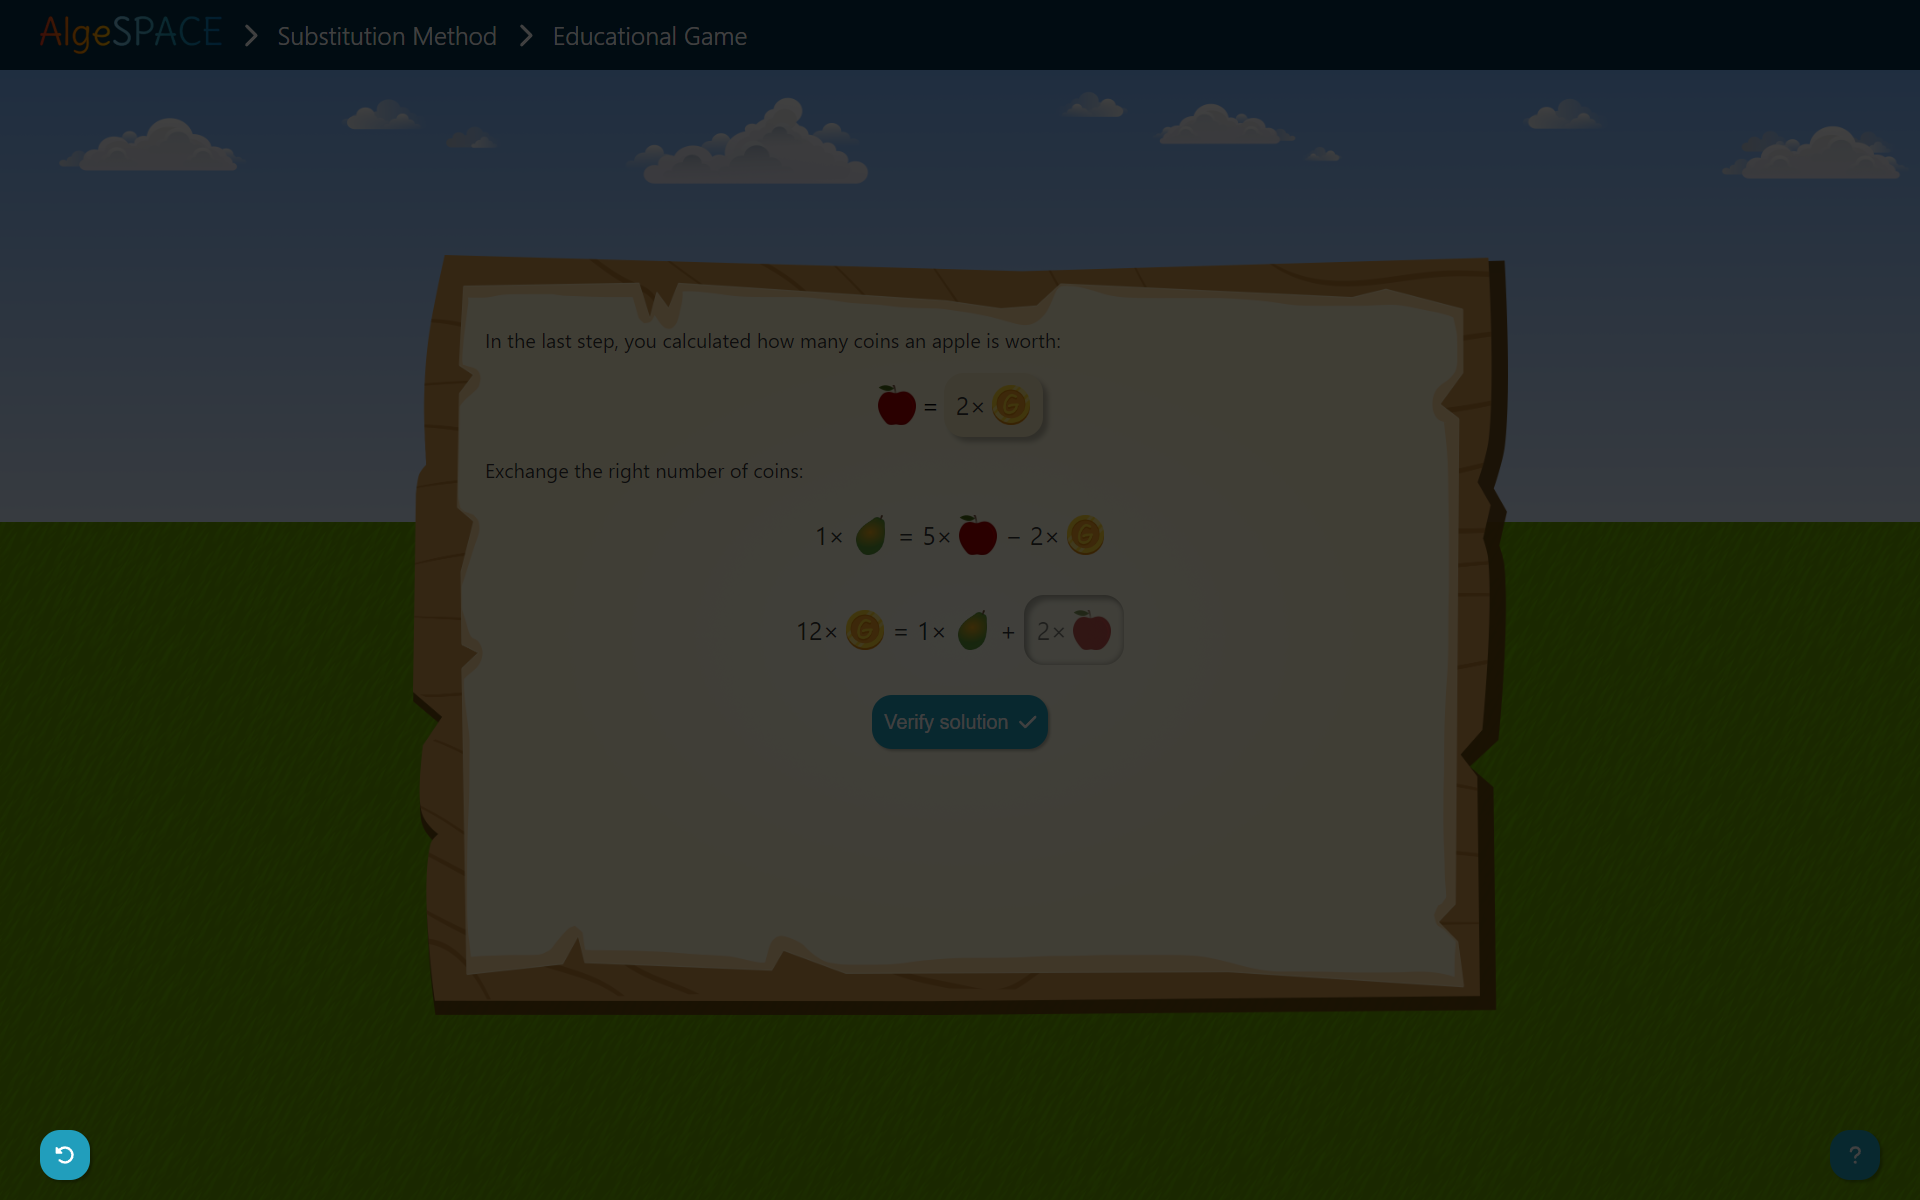 AlgeSPACE > Substitution Method > Educational Game
In the last step, you calculated how many coins an apple is worth:
= 2× G
Exchange the right number of coins:
1× = 5× − 2× G
12× G = 1× + 2×
Verify solution ✓
?